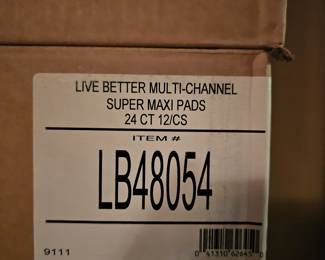 LIVE BETTER MULTI-CHANNEL
SUPER MAXI PADS
24 CT 12/CS
ITEM #
LB48054
9111